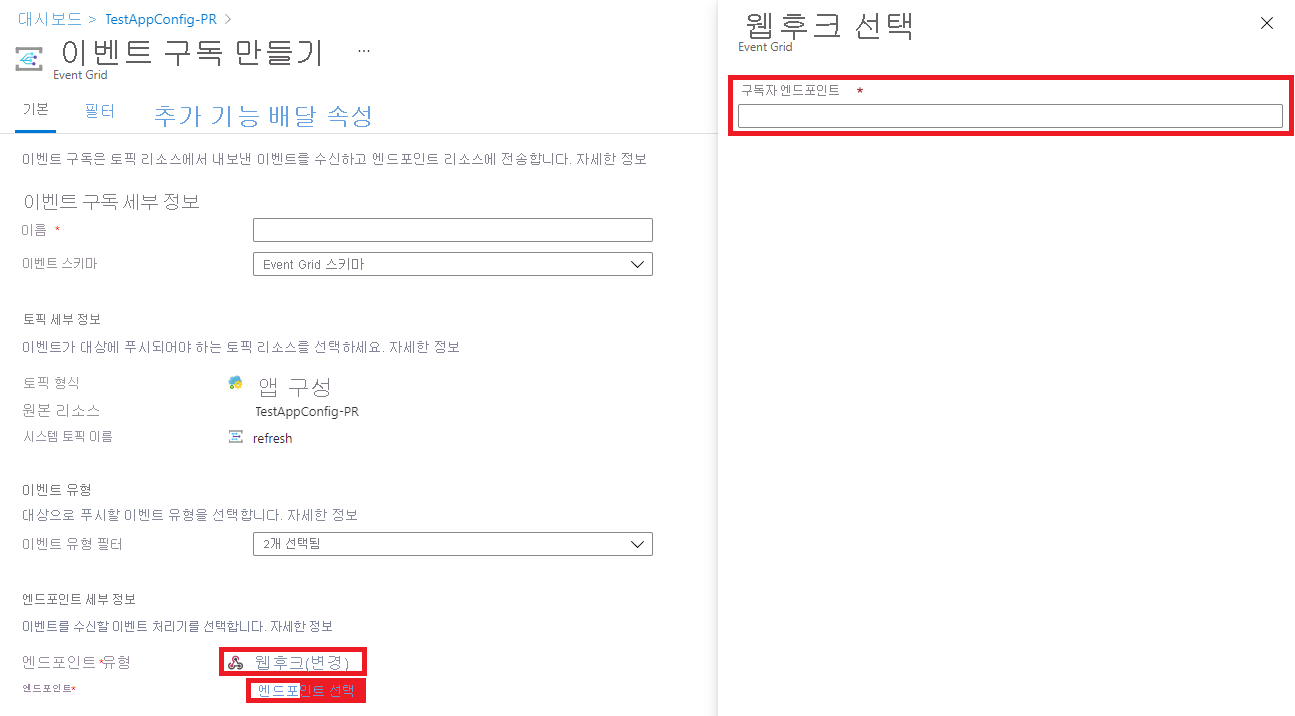 대시보드 > TestAppConfig-PR >
이벤트 구독 만들기 ...
Event Grid
기본 필터 추가 기능 배달 속성
이벤트 구독은 토픽 리소스에서 내보낸 이벤트를 수신하고 엔드포인트 리소스에 전송합니다. 자세한 정보
이벤트 구독 세부 정보
이름 *
이벤트 스키마 Event Grid 스키마
토픽 세부 정보
이벤트가 대상에 푸시되어야 하는 토픽 리소스를 선택하세요. 자세한 정보
토픽 형식 앱 구성
원본 리소스 TestAppConfig-PR
시스템 토픽 이름 refresh
이벤트 유형
대상으로 푸시할 이벤트 유형을 선택합니다. 자세한 정보
이벤트 유형 필터 2개 선택됨
엔드포인트 세부 정보
이벤트를 수신할 이벤트 처리기를 선택합니다. 자세한 정보
엔드포인트*유형 웹후크(변경)
엔드포인트* 엔드포인트 선택
웹후크 선택
Event Grid
구독자 엔드포인트 *